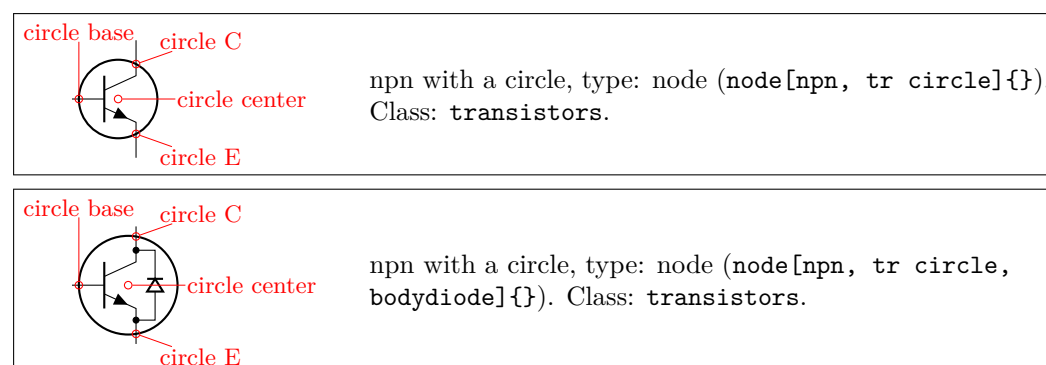 circle base
circle C
circle center
circle E
npn with a circle, type: node (node[npn, tr circle]{})
Class: transistors.
circle base
circle C
circle center
circle E
npn with a circle, type: node (node[npn, tr circle,
bodydiode]{}). Class: transistors.